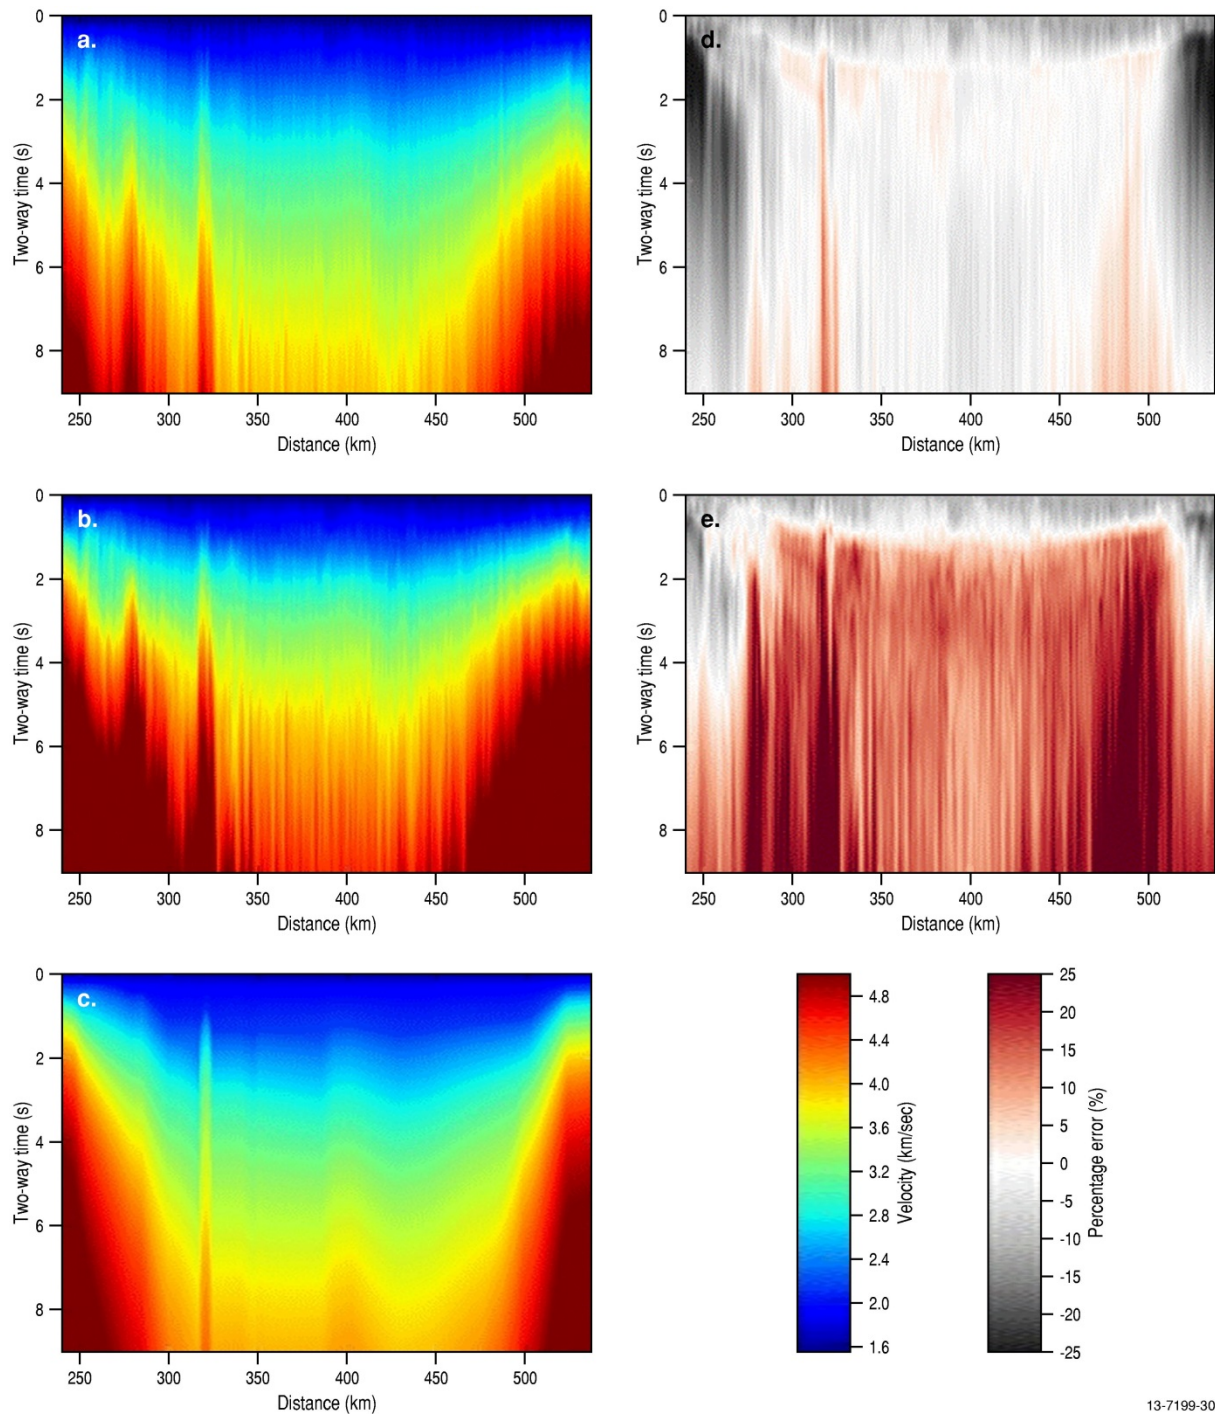 a.
0
2
4
6
8
Two-way time (s)
250 300 350 400 450 500
Distance (km)
d.
0
2
4
6
8
Two-way time (s)
250 300 350 400 450 500
Distance (km)
b.
0
2
4
6
8
Two-way time (s)
250 300 350 400 450 500
Distance (km)
e.
0
2
4
6
8
Two-way time (s)
250 300 350 400 450 500
Distance (km)
c.
0
2
4
6
8
Two-way time (s)
250 300 350 400 450 500
Distance (km)
4.8
4.4
4.0
3.6
3.2
2.8
2.4
2.0
1.6
Velocity (km/sec)
25
20
15
10
5
0
-5
-10
-15
-20
-25
Percentage error (%)
13-7199-30